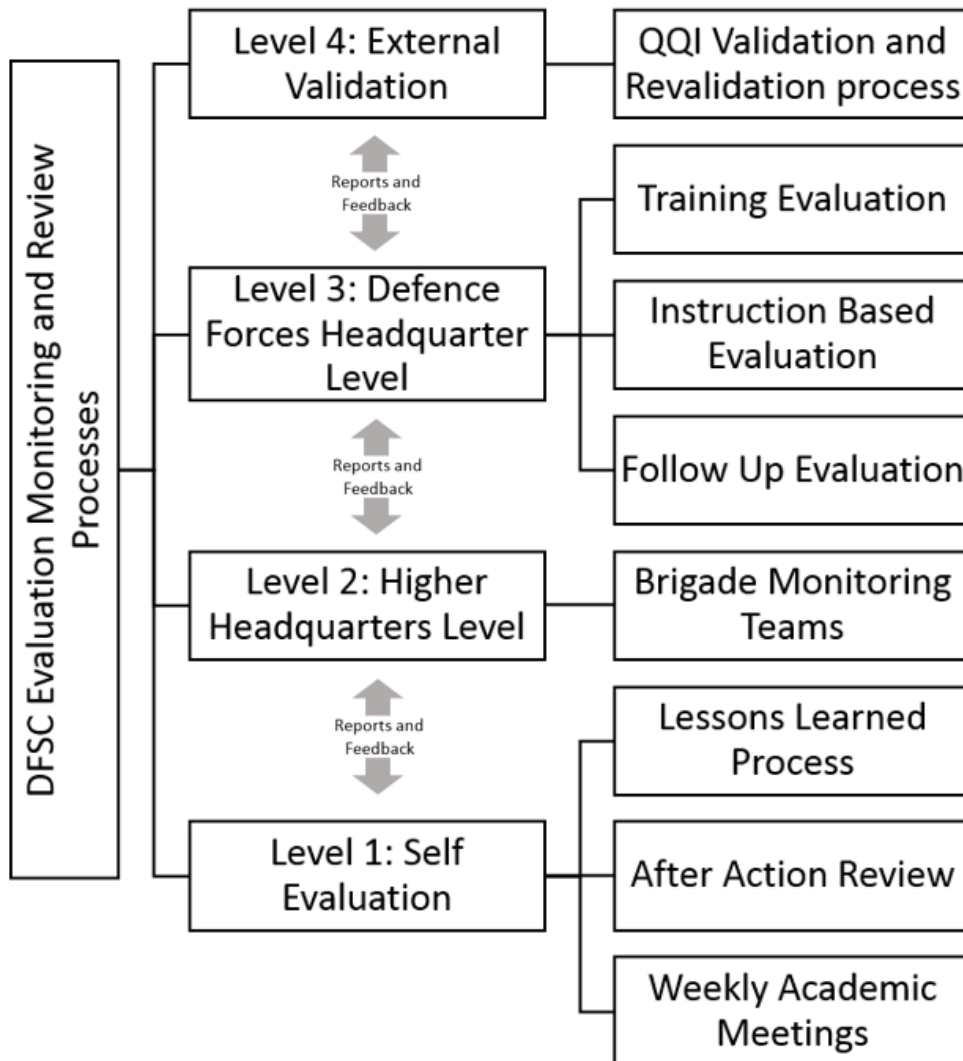 DFSC Evaluation Monitoring and Review
Processes
Level 4: External
Validation
QQI Validation and
Revalidation process
Reports and
Feedback
Level 3: Defence
Forces Headquarter
Level
Training Evaluation
Instruction Based
Evaluation
Follow Up Evaluation
Reports and
Feedback
Level 2: Higher
Headquarters Level
Brigade Monitoring
Teams
Reports and
Feedback
Level 1: Self
Evaluation
Lessons Learned
Process
After Action Review
Weekly Academic
Meetings